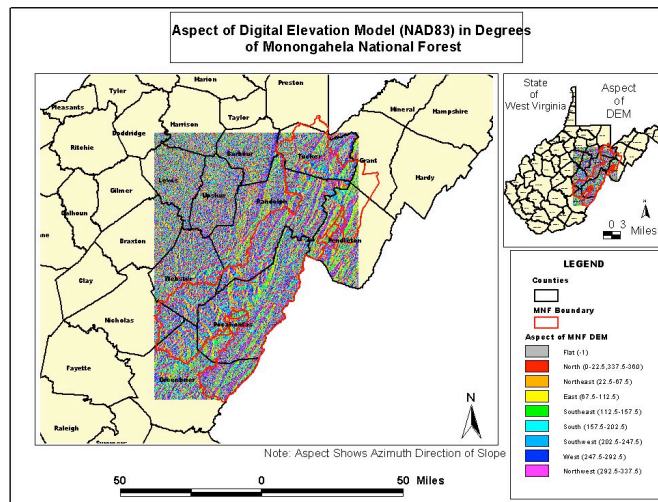 Aspect of Digital Elevation Model (NAD83) in Degrees
of Monongahela National Forest
Marion
Preston
Tyler
Pleasants
Taylor
Mineral
Hampshire
Harrison
Doddridge
Ritchie
Barbour
Tucker
Grant
Lewis
Hardy
Gilmer
Upshur
Randolph
Calhoun
Braxton
Pendleton
Clay
Webster
Nicholas
Pocahontas
Fayette
Greenbrier
Raleigh
N
Note: Aspect Shows Azimuth Direction of Slope
50 0 50 Miles
State of
West Virginia
Aspect
of
DEM
N
0 3
Miles
LEGEND
Counties
MNF Boundary
Aspect of MNF DEM
Flat (-1)
North (0-22.5,337.5-360)
Northeast (22.5-67.5)
East (67.5-112.5)
Southeast (112.5-157.5)
South (157.5-202.5)
Southwest (202.5-247.5)
West (247.5-292.5)
Northwest (292.5-337.5)